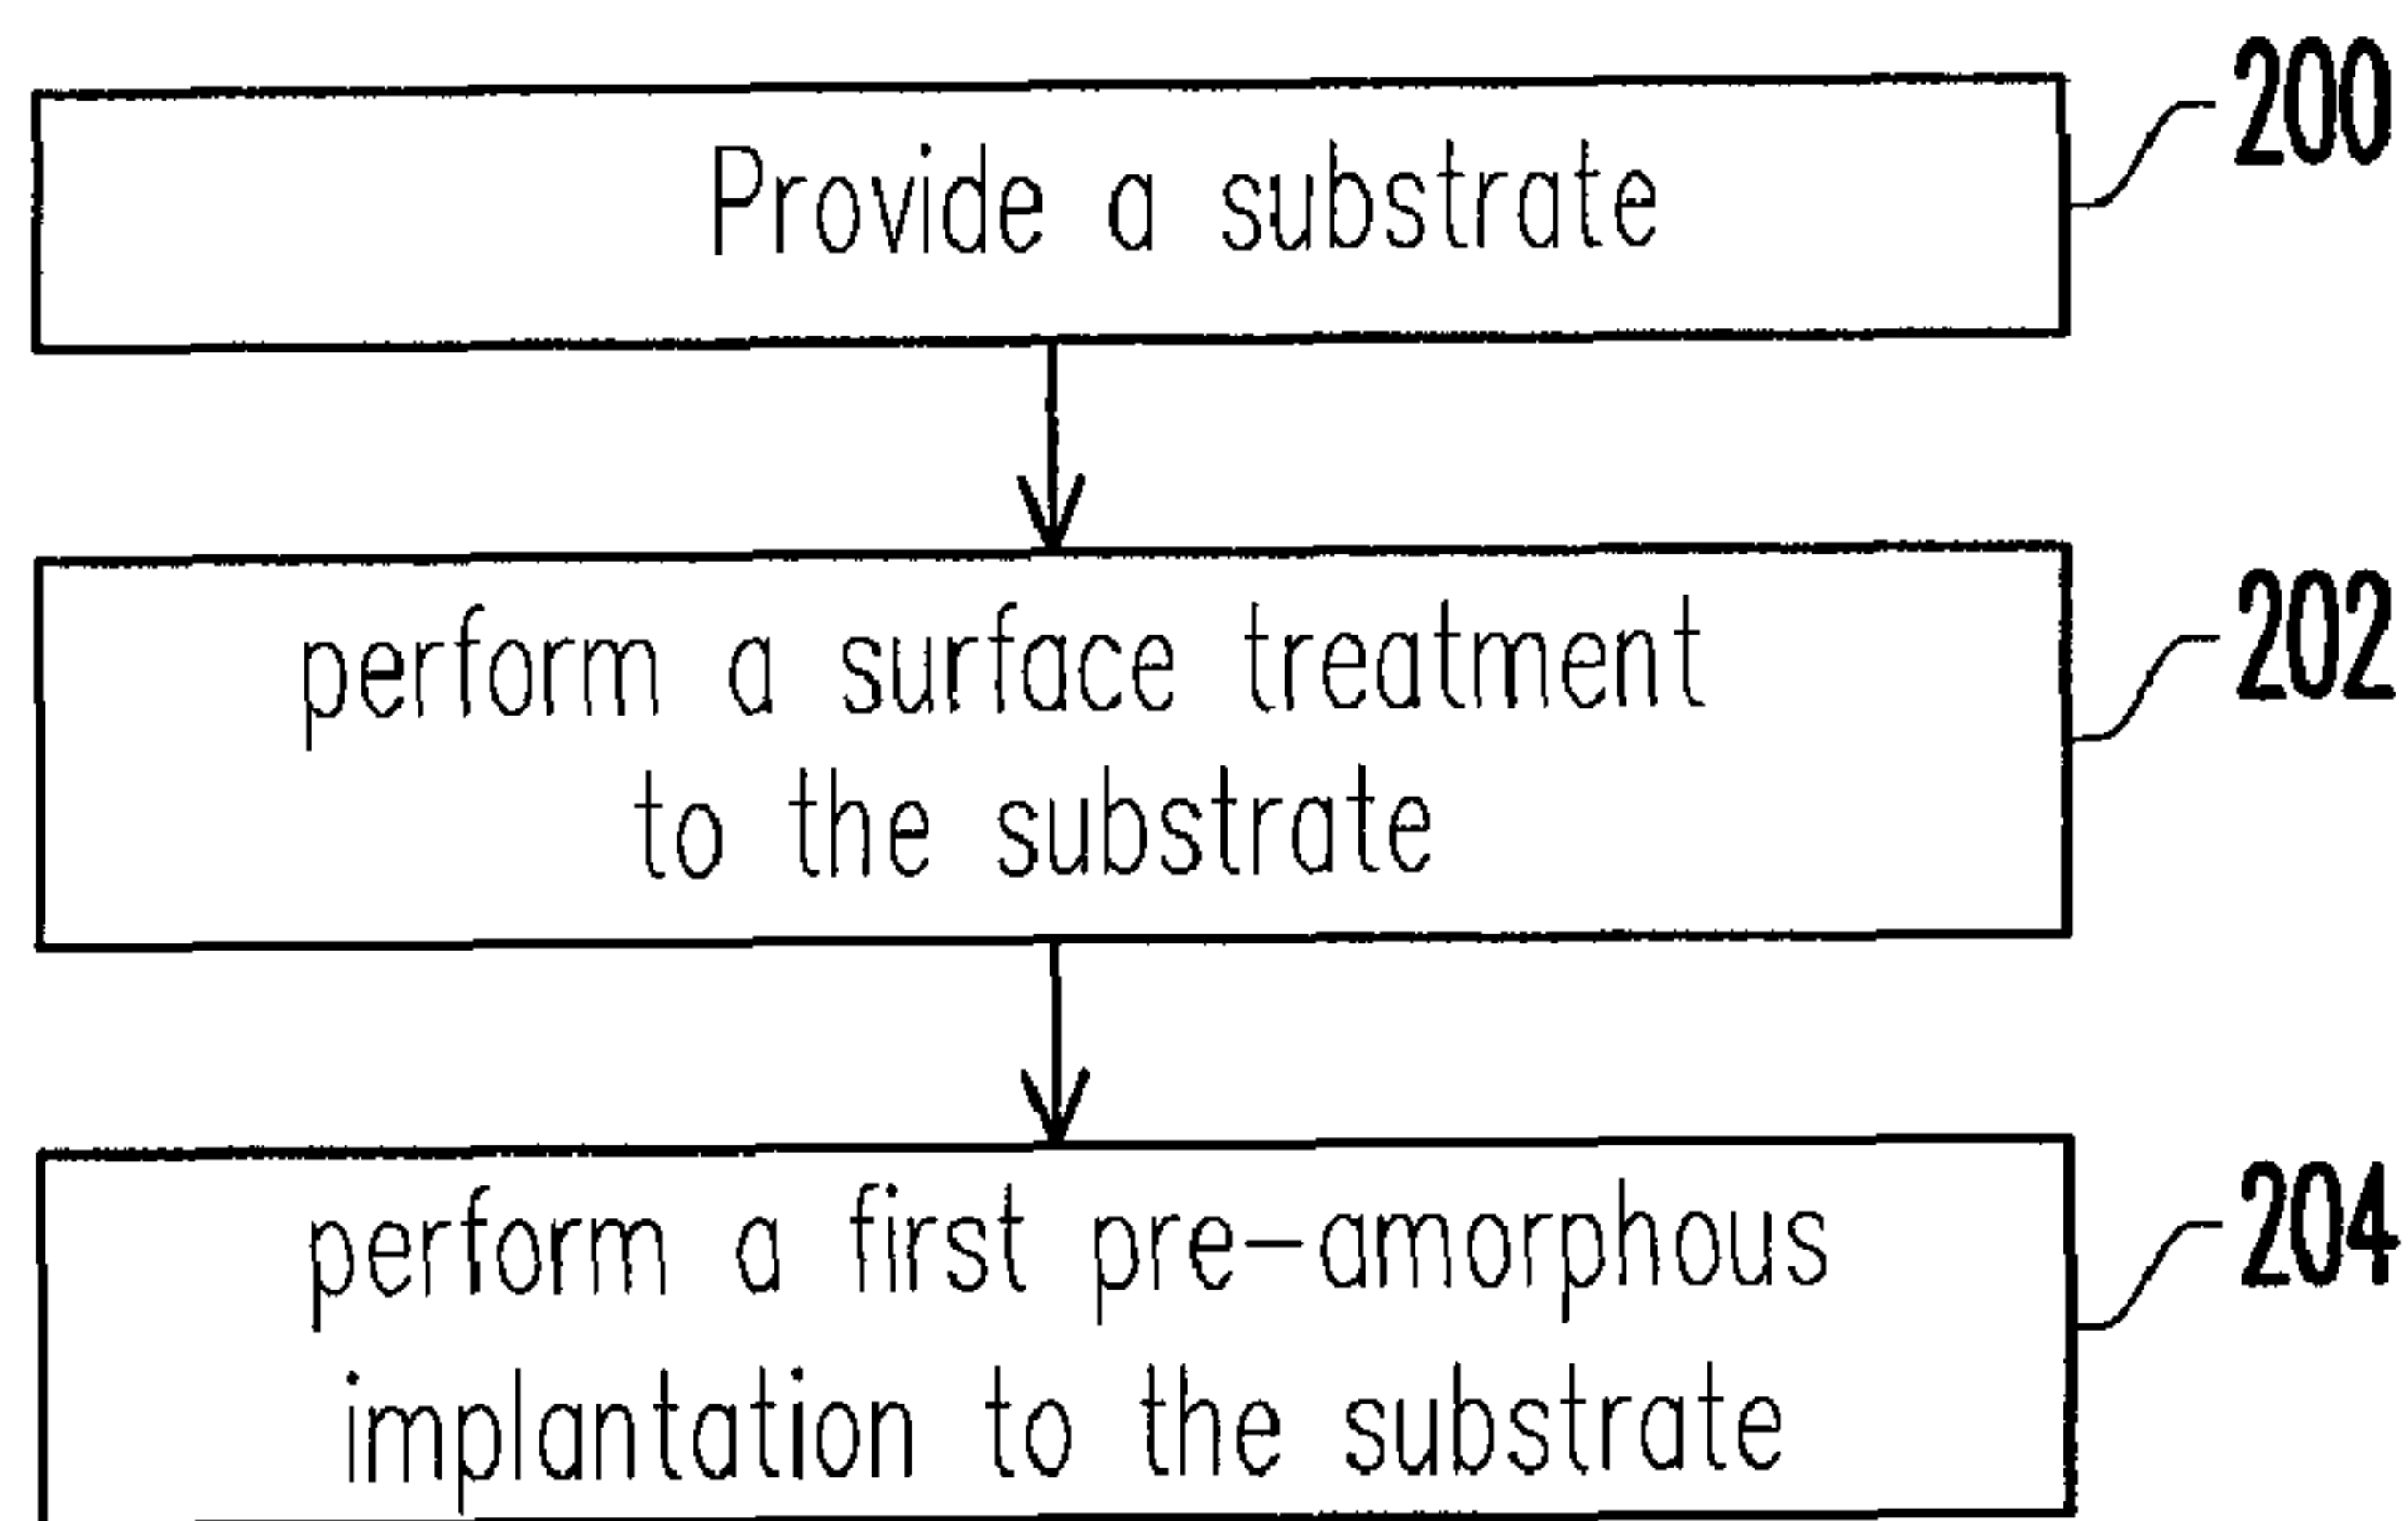 Provide a substrate
200
perform a surface treatment
to the substrate
202
perform a first pre-amorphous
implantation to the substrate
204